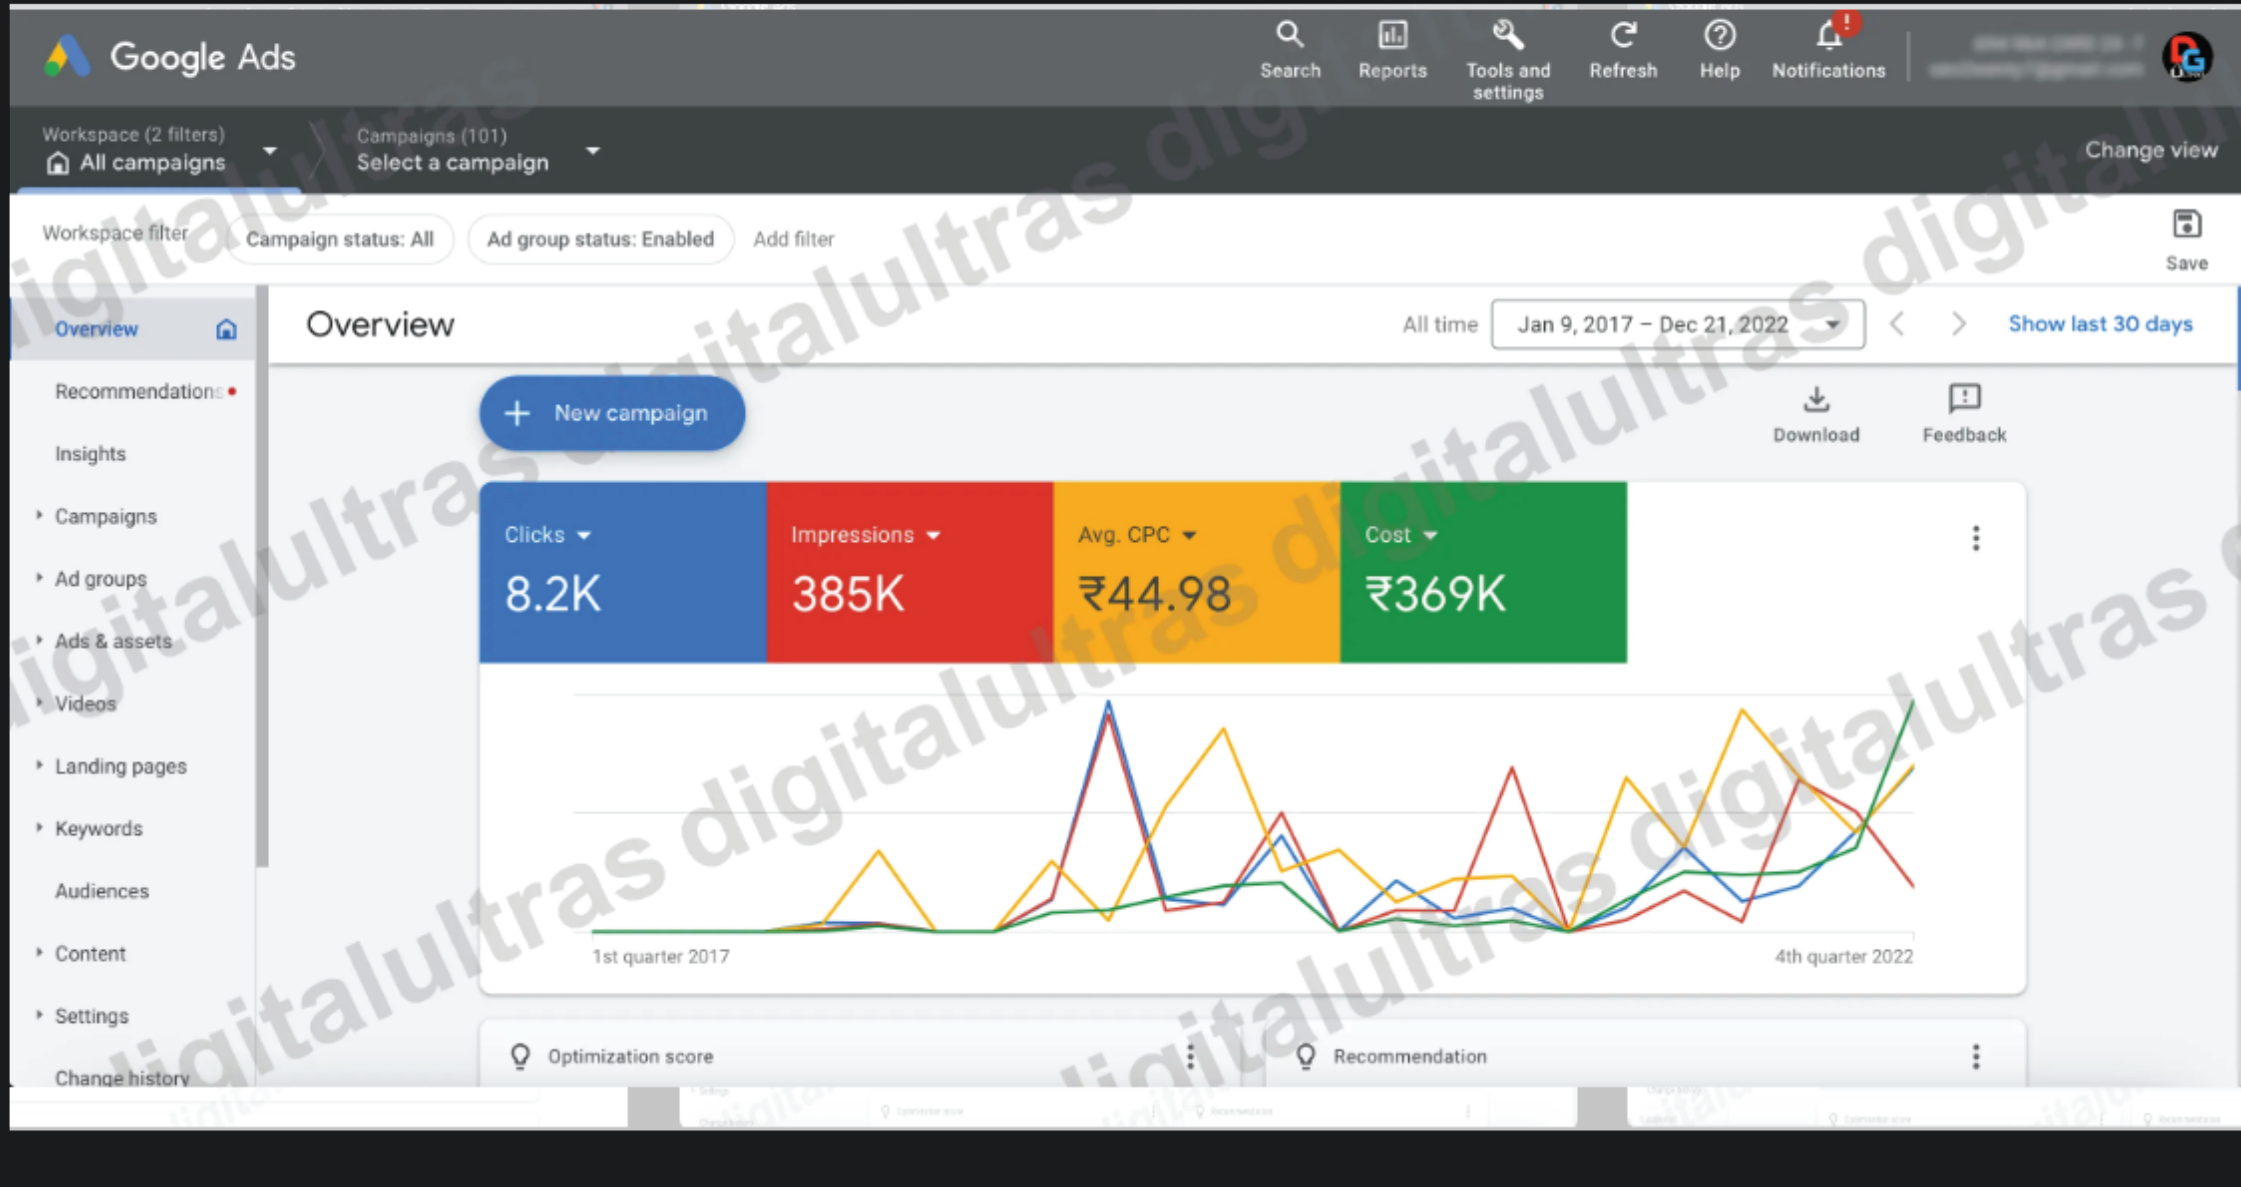 Google Ads
Search
Reports
Tools and
settings
Refresh
Help
!
Notifications
Workspace (2 filters)
All campaigns
Campaigns (101)
Select a campaign
Change view
Workspace filter
Campaign status: All
Ad group status: Enabled
Add filter
Save
Overview
Recommendations
Insights
Campaigns
Ad groups
Ads & assets
Videos
Landing pages
Keywords
Audiences
Content
Settings
Change history
Overview
All time
Jan 9, 2017 – Dec 21, 2022
Show last 30 days
New campaign
Download
Feedback
Clicks
8.2K
Impressions
385K
Avg. CPC
₹44.98
Cost
₹369K
1st quarter 2017
4th quarter 2022
Optimization score
Recommendation
digitalultras digitalultras digitalultras